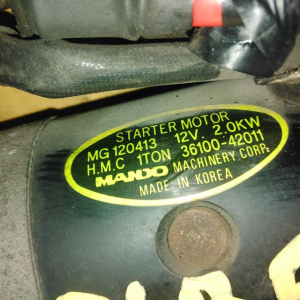 STARTER MOTOR
MG 120413 12V. 2.0KW
H.M.C 1TON 36100-42011
MANDO MACHINERY CORP.
MADE IN KOREA